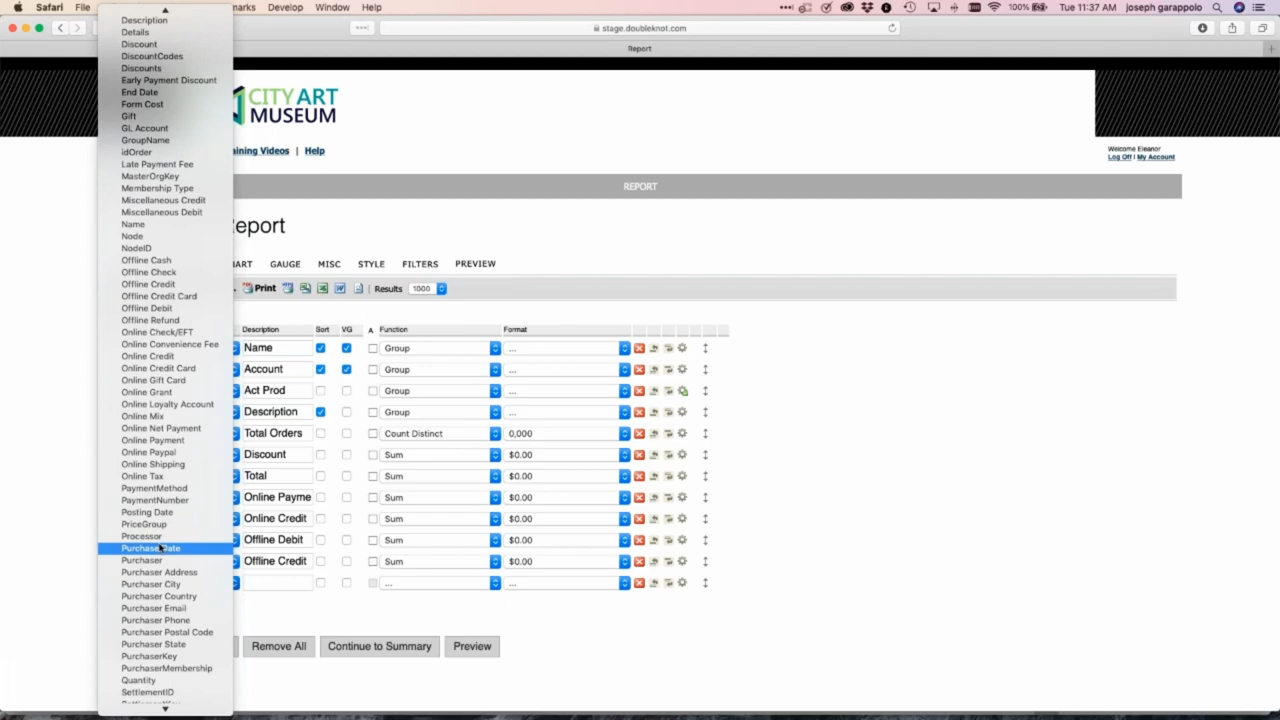 Safari File marks Develop Window Help 100% Tue 11:37 AM joseph garappolo
stage.doubleknot.com
Report
Description
Details
Discount
DiscountCodes
Discounts
Early Payment Discount
End Date
Form Cost
Gift
GL Account
GroupName
idOrder
Late Payment Fee
MasterOrgKey
Membership Type
Miscellaneous Credit
Miscellaneous Debit
Name
Node
NodeID
Offline Cash
Offline Check
Offline Credit
Offline Credit Card
Offline Debit
Offline Refund
Online Check/EFT
Online Convenience Fee
Online Credit
Online Credit Card
Online Gift Card
Online Grant
Online Loyalty Account
Online Mix
Online Net Payment
Online Payment
Online Paypal
Online Shipping
Online Tax
PaymentMethod
PaymentNumber
Posting Date
PriceGroup
Processor
Purchase Date
Purchaser
Purchaser Address
Purchaser City
Purchaser Country
Purchaser Email
Purchaser Phone
Purchaser Postal Code
Purchaser State
PurchaserKey
PurchaserMembership
Quantity
SettlementID
CITY ART
MUSEUM
ining Videos | Help
Welcome Eleanor
Log Off | My Account
REPORT
eport
ART GAUGE MISC STYLE FILTERS PREVIEW
Print Results 1000
Description Sort VG A Function Format
Name Group ...
Account Group ...
Act Prod Group ...
Description Group ...
Total Orders Count Distinct 0,000
Discount Sum $0.00
Total Sum $0.00
Online Payme Sum $0.00
Online Credit Sum $0.00
Offline Debit Sum $0.00
Offline Credit Sum $0.00
... ...
Remove All Continue to Summary Preview